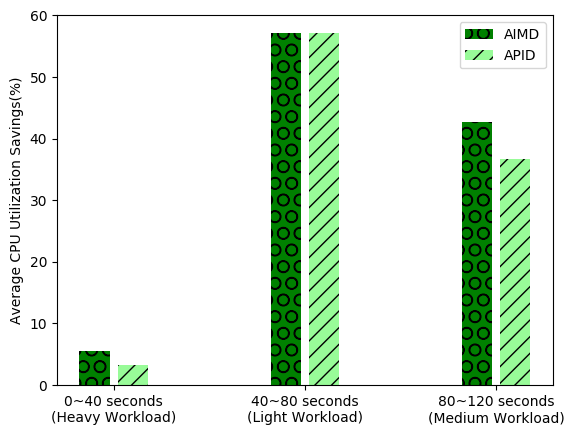 60
50
40
30
20
10
0
Average CPU Utilization Savings(%)
AIMD
APID
0~40 seconds
(Heavy Workload)
40~80 seconds
(Light Workload)
80~120 seconds
(Medium Workload)